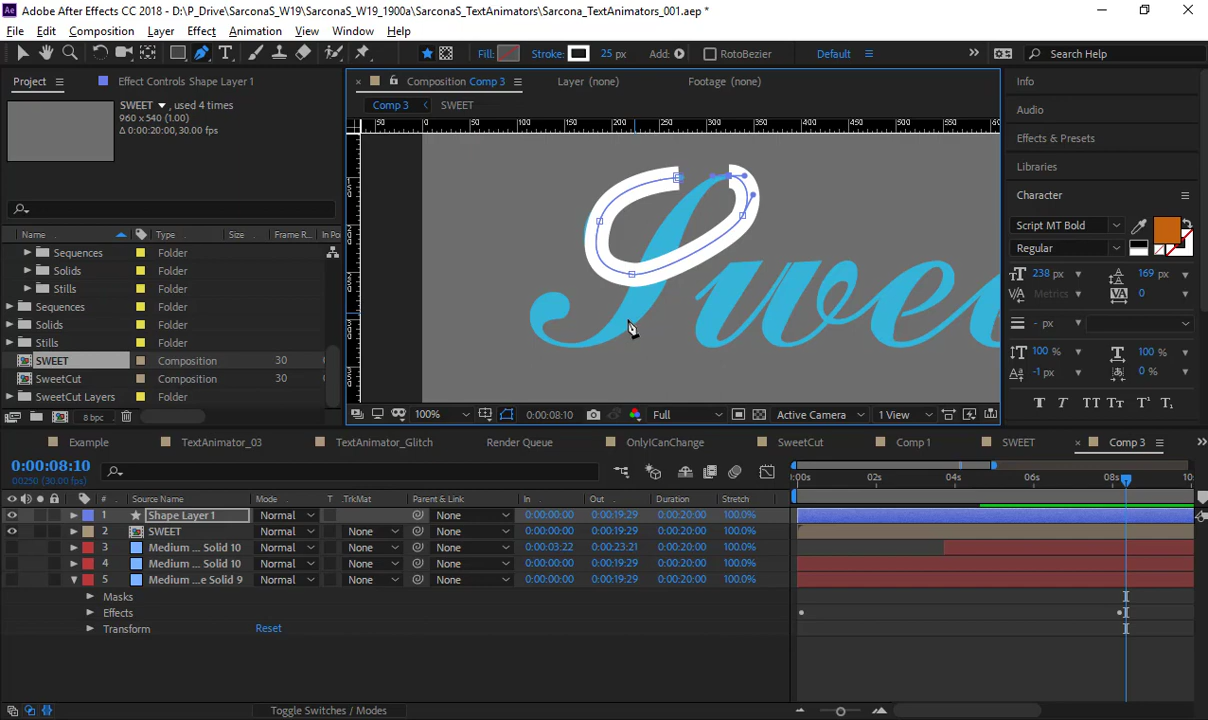 Adobe After Effects CC 2018 - D:\P_Drive\SarconaS_W19\SarconaS_W19_1900a\SarconaS_TextAnimators\Sarcona_TextAnimators_001.aep *
File Edit Composition Layer Effect Animation View Window Help
Fill: Stroke: 25 px Add: RotoBezier Default Search Help
Project Effect Controls Shape Layer 1 Composition Comp 3 Layer (none) Footage (none) Info
SWEET , used 4 times
960 x 540 (1.00)
Δ 0:00:20:00, 30.00 fps
Comp 3 SWEET
Audio
Effects & Presets
Libraries
Character
Script MT Bold
Regular
238 px 169 px
Metrics 0
- px
100 % 100 %
-1 px 0 %
Name Type Size Frame R... In Poi
Sequences Folder
Solids Folder
Stills Folder
Sequences Folder
Solids Folder
Stills Folder
SWEET Composition 30
SweetCut Composition 30
SweetCut Layers Folder
8 bpc
50 0 50 100 150 200 250 300 350 400 450 500 550
Swee
100% 0:00:08:10 Full Active Camera 1 View
Example TextAnimator_03 TextAnimator_Glitch Render Queue OnlyICanChange SweetCut Comp 1 SWEET Comp 3
0:00:08:10
00250 (30.00 fps)
:00s 02s 04s 06s 08s 10
# Source Name Mode T .TrkMat Parent & Link In Out Duration Stretch
1 Shape Layer 1 Normal None 0:00:00:00 0:00:19:29 0:00:20:00 100.0%
2 SWEET Normal None None 0:00:00:00 0:00:19:29 0:00:20:00 100.0%
3 Medium ... Solid 10 Normal None None 0:00:03:22 0:00:23:21 0:00:20:00 100.0%
4 Medium ... Solid 10 Normal None None 0:00:00:00 0:00:19:29 0:00:20:00 100.0%
5 Medium ...e Solid 9 Normal None None 0:00:00:00 0:00:19:29 0:00:20:00 100.0%
Masks
Effects
Transform Reset
Toggle Switches / Modes